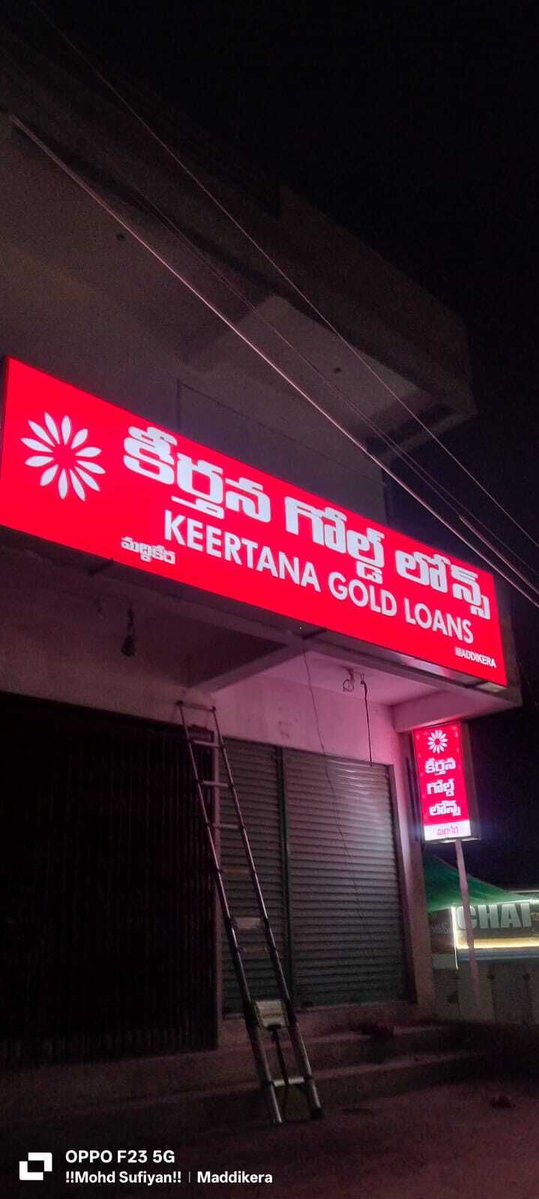 కీర్తన గోల్డ్ లోన్స్
KEERTANA GOLD LOANS
మద్దికెర
MADDIKERA
కీర్తన
గోల్డ్
లోన్స్
CHAI
OPPO F23 5G
!!Mohd Sufiyan!! | Maddikera